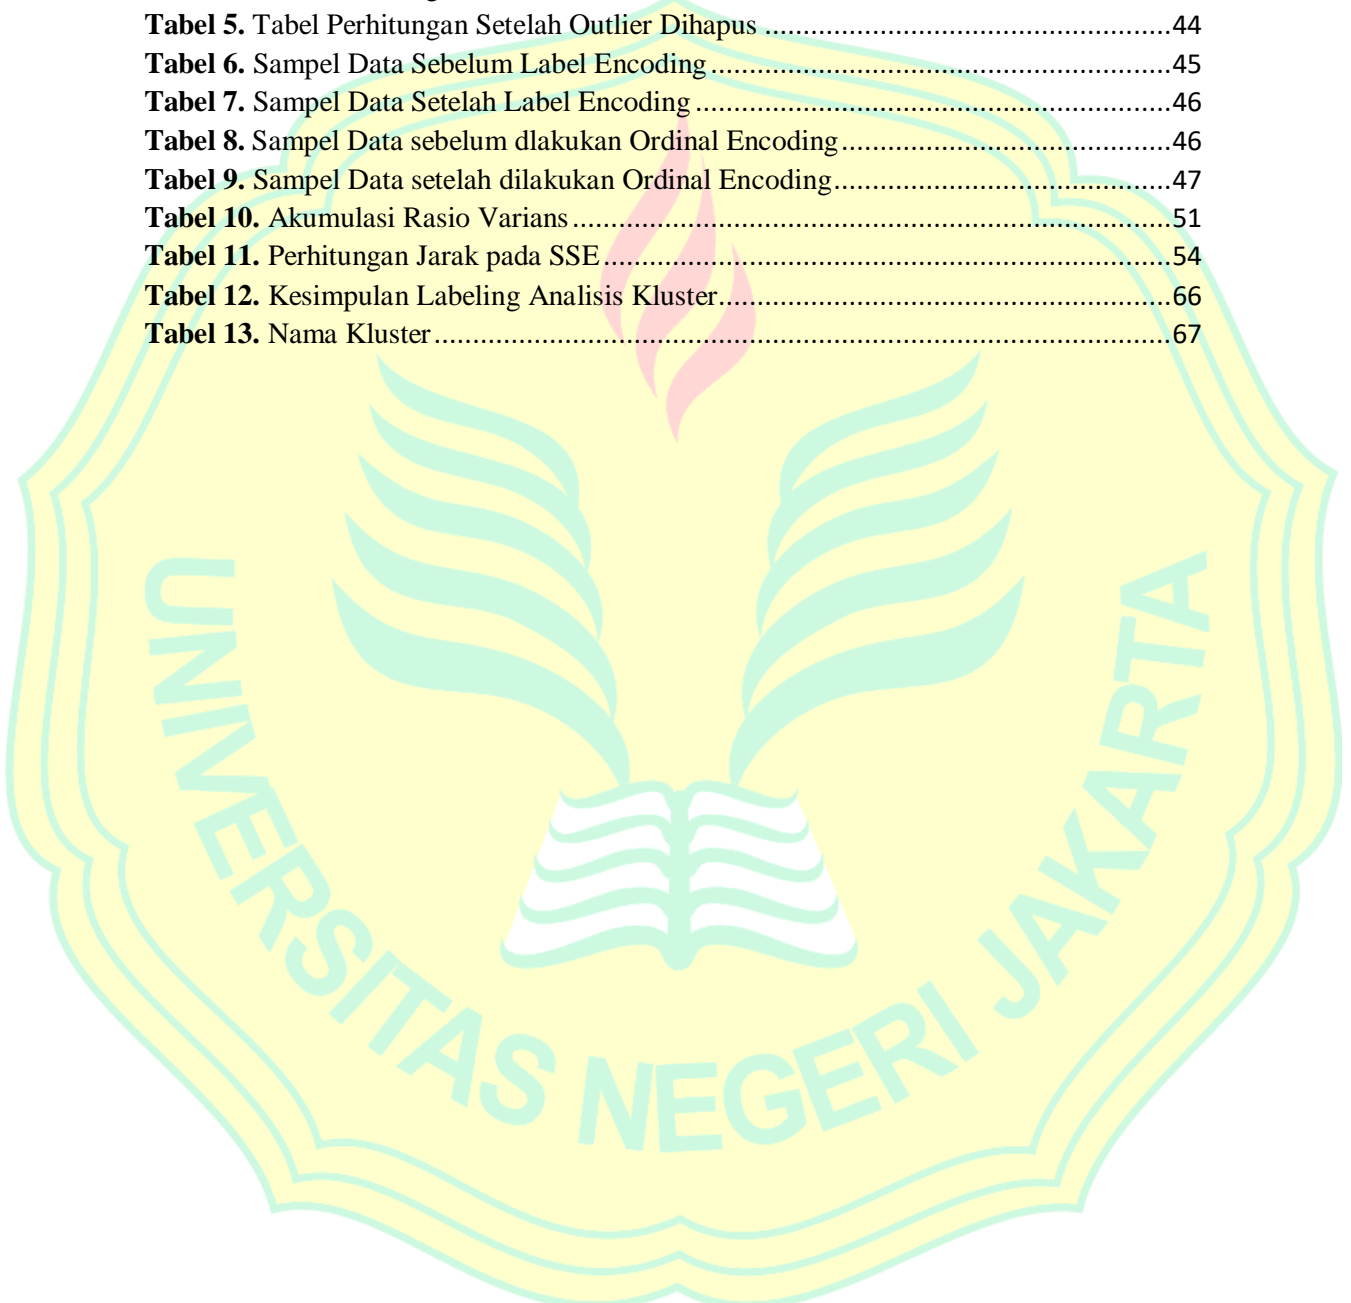 Tabel 5. Tabel Perhitungan Setelah Outlier Dihapus ........................................................44
Tabel 6. Sampel Data Sebelum Label Encoding ................................................................45
Tabel 7. Sampel Data Setelah Label Encoding ..................................................................46
Tabel 8. Sampel Data sebelum dlakukan Ordinal Encoding ..............................................46
Tabel 9. Sampel Data setelah dilakukan Ordinal Encoding...............................................47
Tabel 10. Akumulasi Rasio Varians ..................................................................................51
Tabel 11. Perhitungan Jarak pada SSE ..............................................................................54
Tabel 12. Kesimpulan Labeling Analisis Kluster...............................................................66
Tabel 13. Nama Kluster .....................................................................................................67
UNIVERSITAS NEGERI JAKARTA